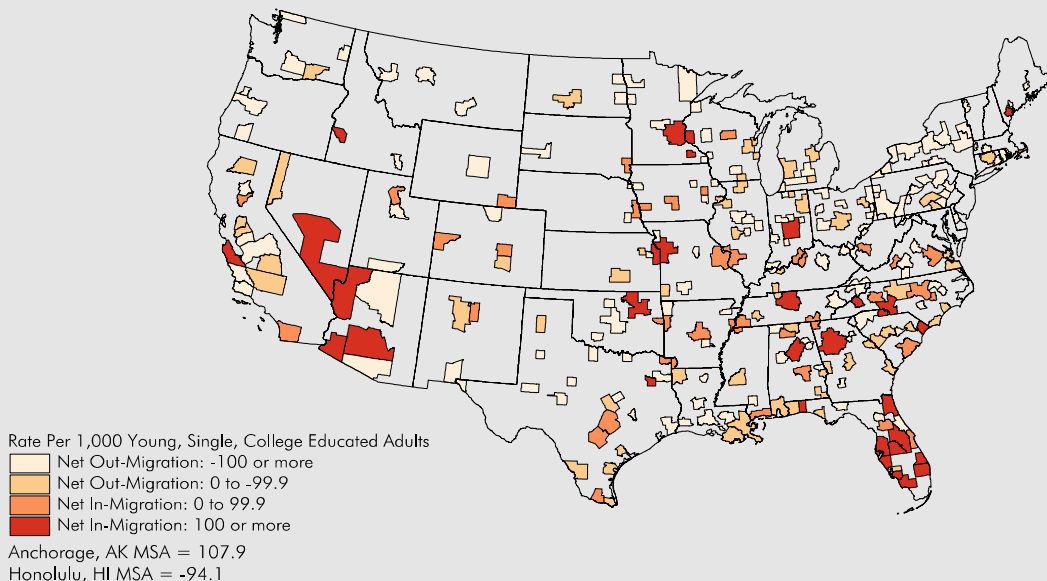 Rate Per 1,000 Young, Single, College Educated Adults
Net Out-Migration: -100 or more
Net Out-Migration: 0 to -99.9
Net In-Migration: 0 to 99.9
Net In-Migration: 100 or more
Anchorage, AK MSA = 107.9
Honolulu, HI MSA = -94.1